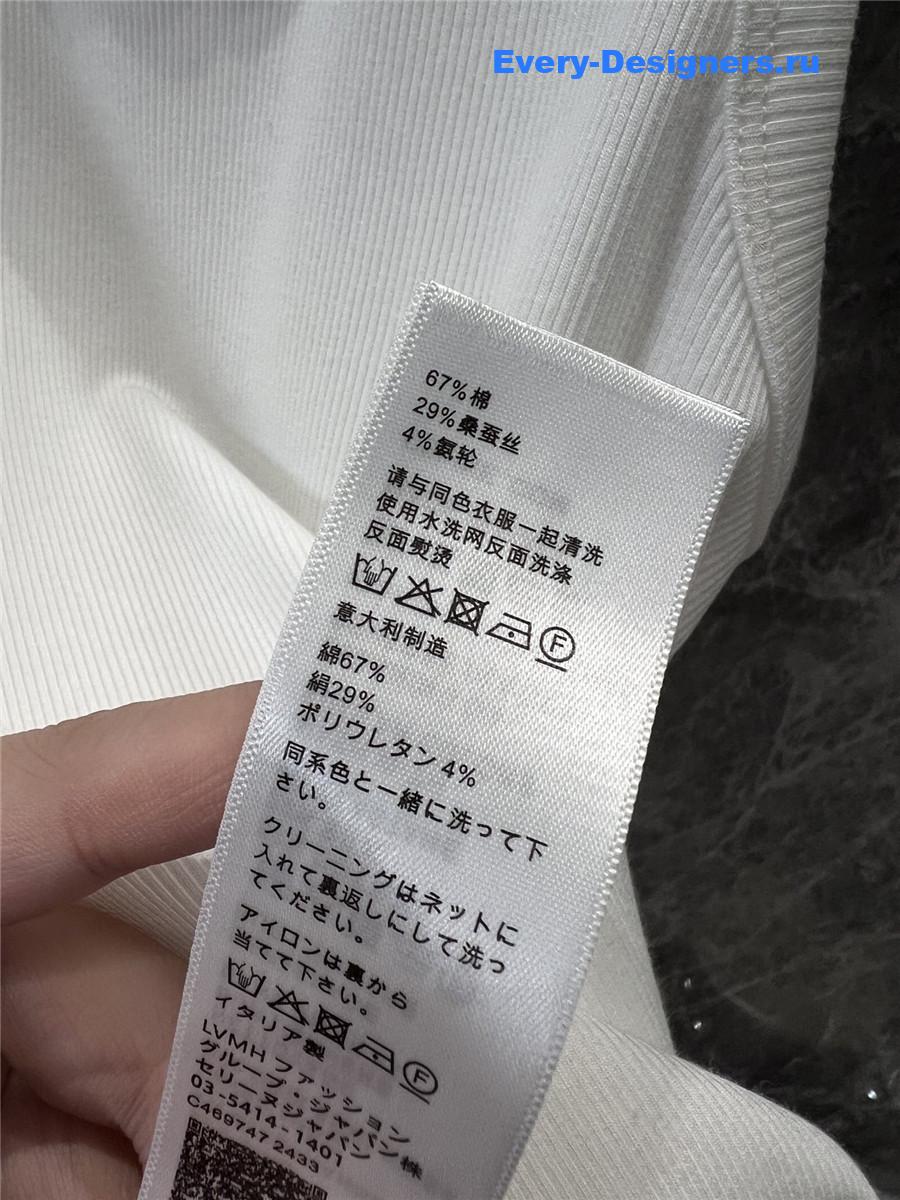 Every-Designers.ru
67%棉
29%桑蚕丝
4%氨轮
请与同色衣服一起清洗
使用水洗网反面洗涤
反面熨烫
F
意大利制造
綿67%
絹29%
ポリウレタン 4%
同系色と一緒に洗って下
さい。
クリーニングはネットに
入れて裏返しにして洗っ
てください。
アイロンは裏から
当てて下さい。
F
イタリア製
LVMH ファッション
グループ・ジャパン
セリーヌジャパン株
03-5414-1401
C4697472433